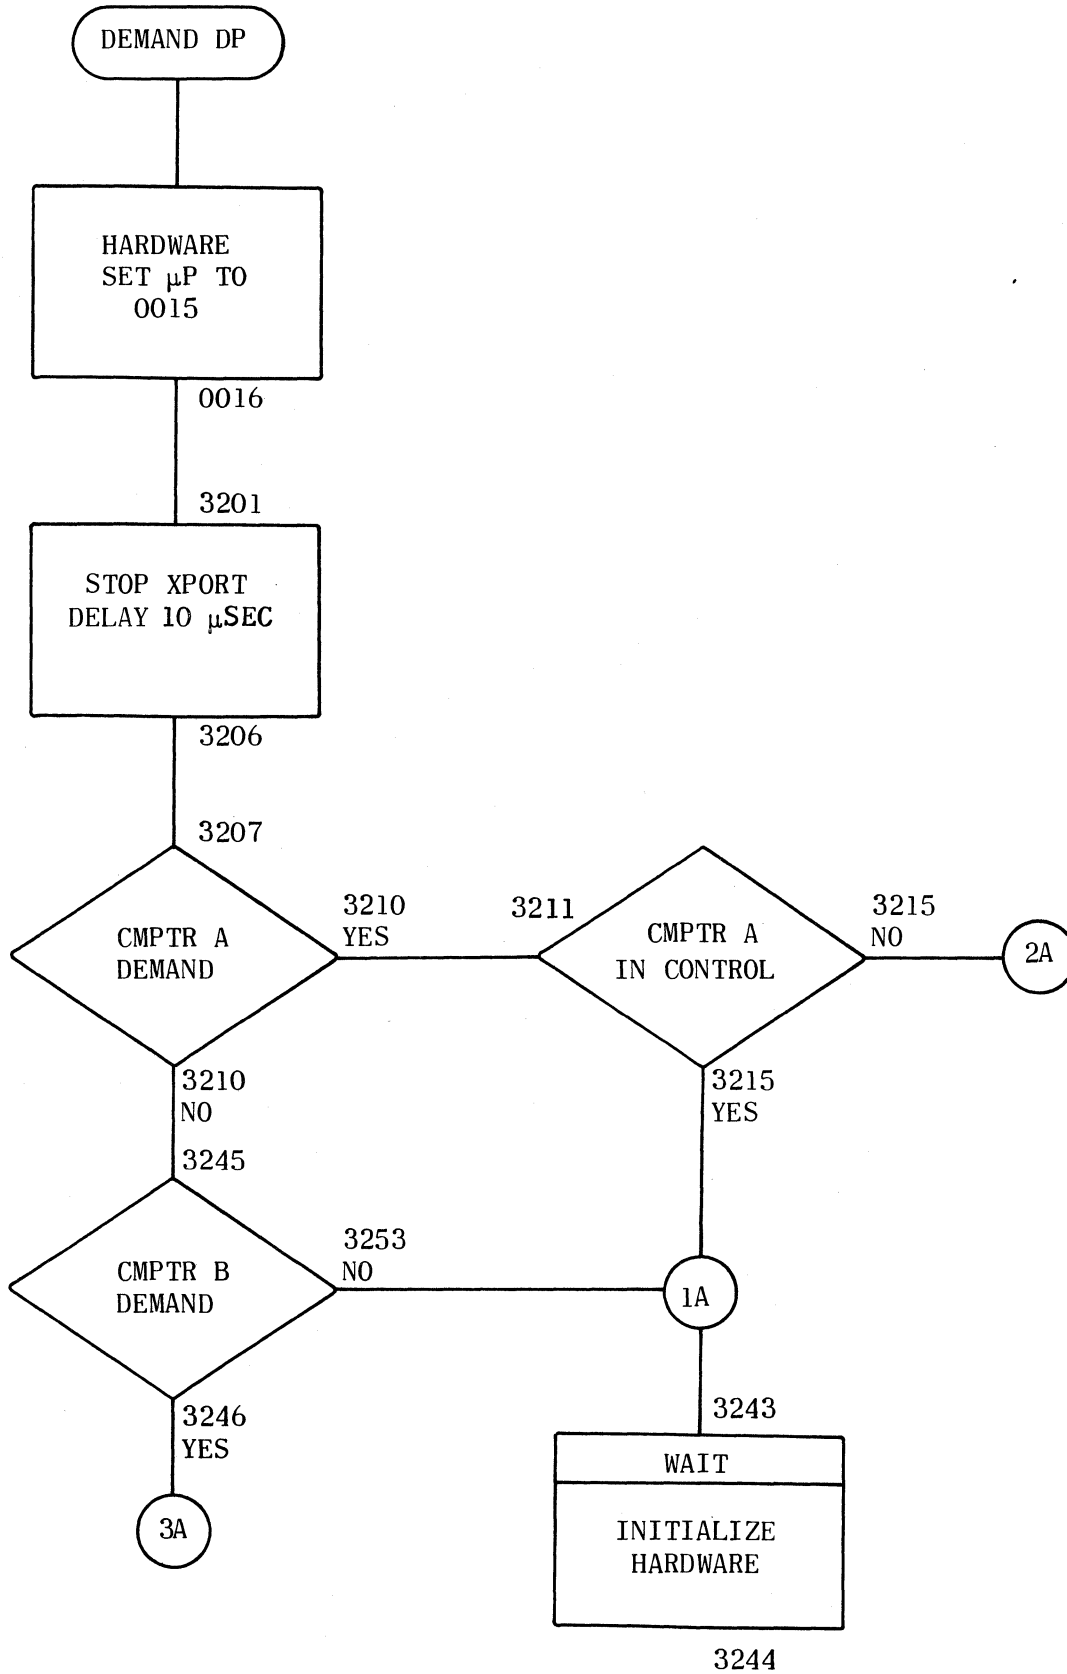 DEMAND DP
HARDWARE
SET µP TO
0015
0016
3201
STOP XPORT
DELAY 10 µSEC
3206
3207
CMPTR A
DEMAND
3210
YES
3211
CMPTR A
IN CONTROL
3215
NO
2A
3210
NO
3215
YES
3245
CMPTR B
DEMAND
3253
NO
1A
3246
YES
3A
3243
WAIT
INITIALIZE
HARDWARE
3244